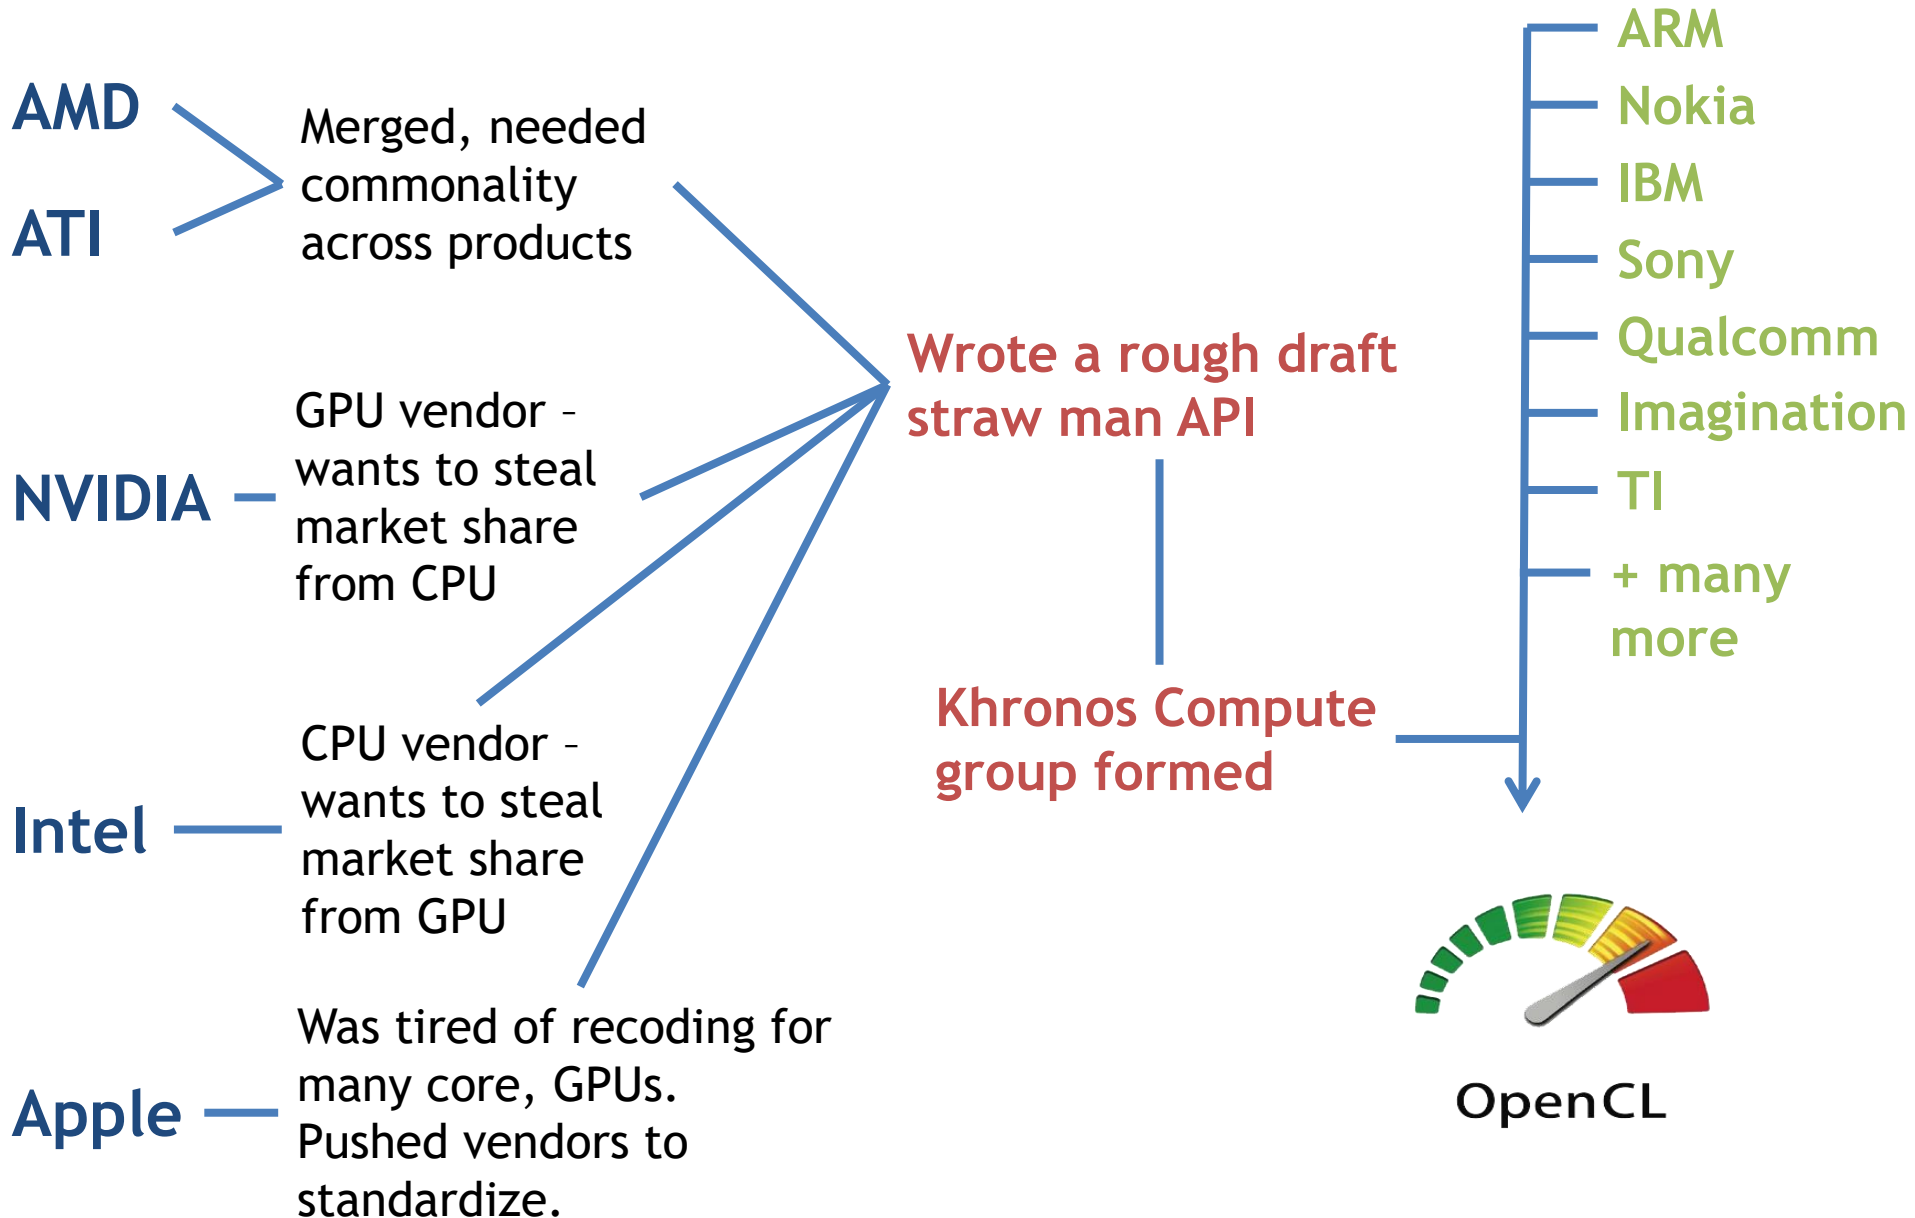 AMD
ATI
Merged, needed
commonality
across products
NVIDIA
GPU vendor –
wants to steal
market share
from CPU
Intel
CPU vendor –
wants to steal
market share
from GPU
Apple
Was tired of recoding for
many core, GPUs.
Pushed vendors to
standardize.
Wrote a rough draft
straw man API
Khronos Compute
group formed
ARM
Nokia
IBM
Sony
Qualcomm
Imagination
TI
+ many
more
OpenCL